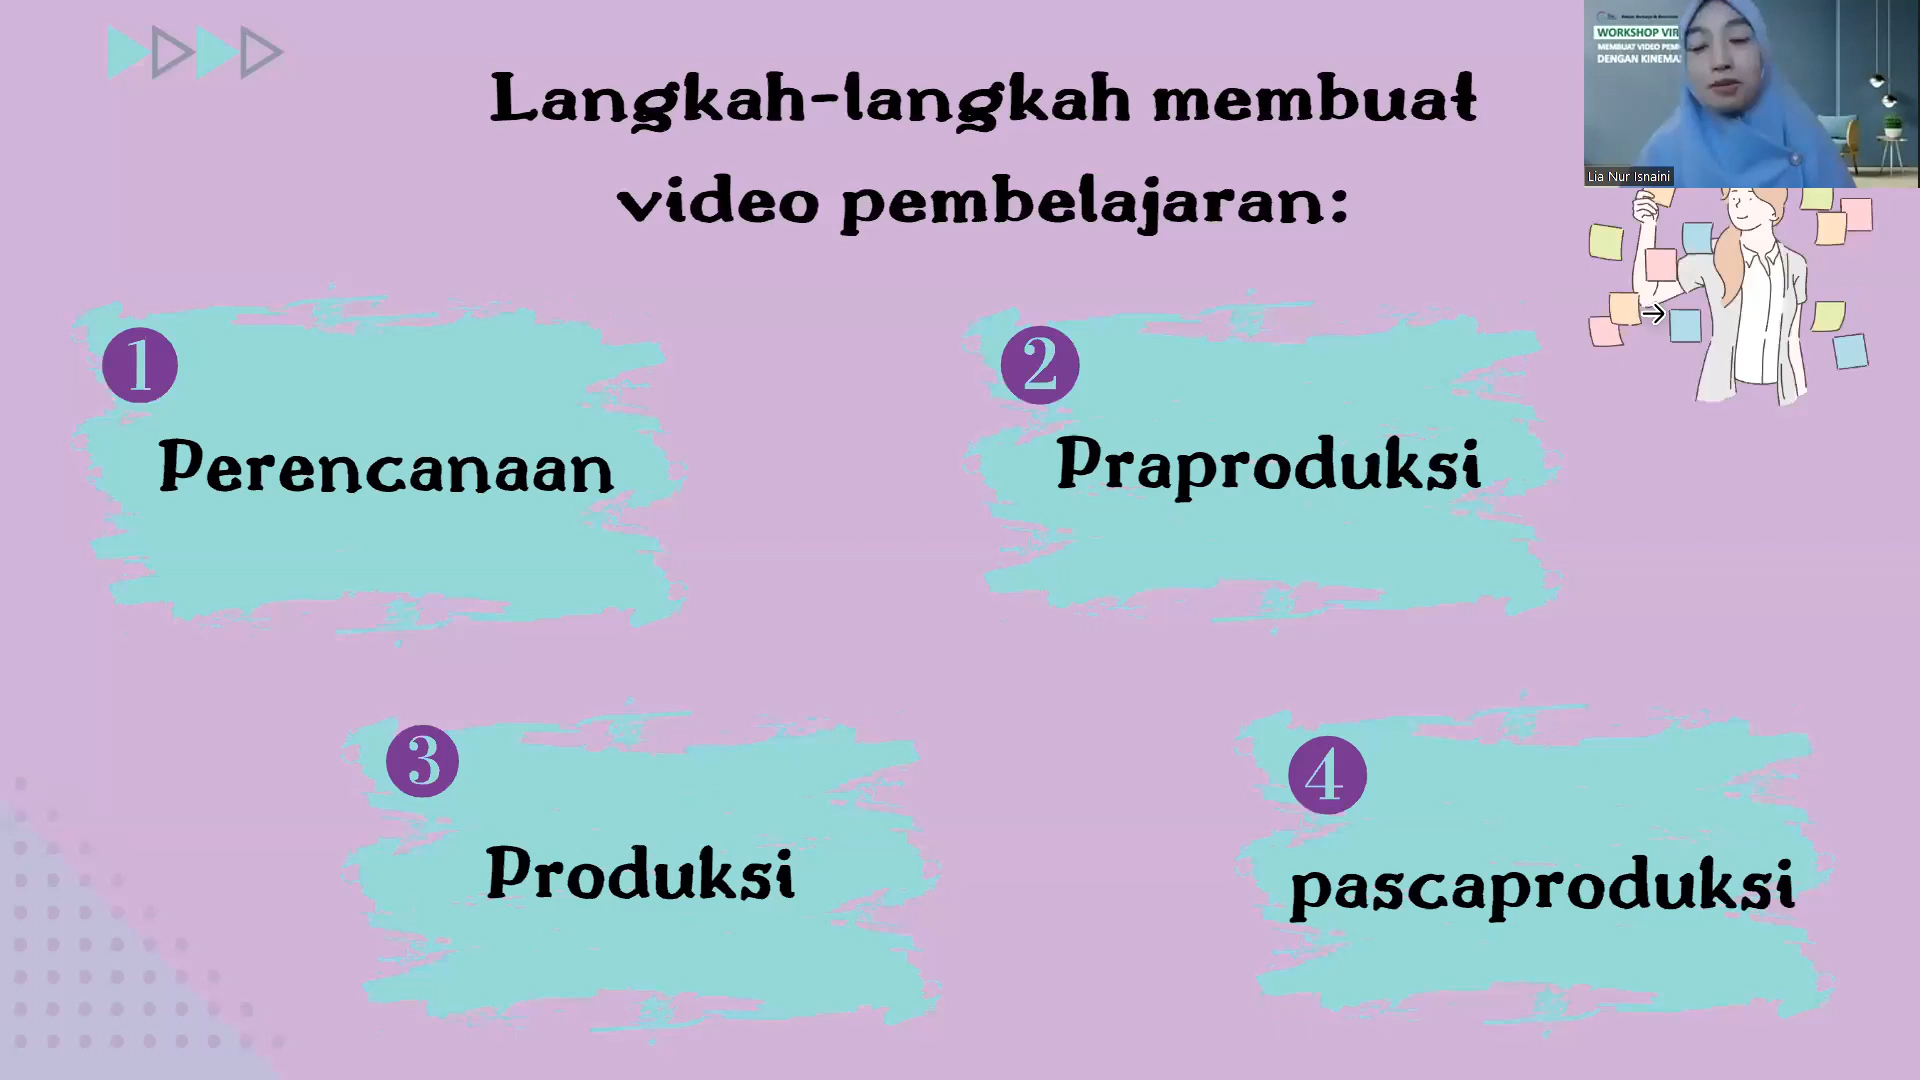 Langkah-langkah membuat
video pembelajaran:
WORKSHOP VIR
MEMBUAT VIDEO PEM
DENGAN KINEMA
Lia Nur Isnaini
1
Perencanaan
2
Praproduksi
3
Produksi
4
pascaproduksi